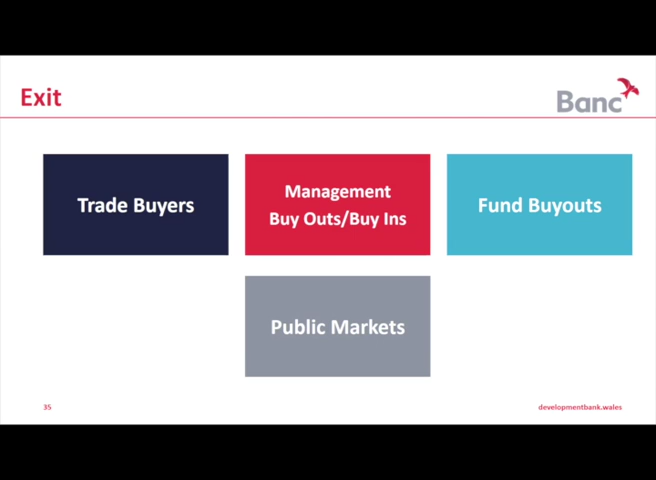 Exit
Banc
Trade Buyers
Management
Buy Outs/Buy Ins
Fund Buyouts
Public Markets
35
developmentbank.wales